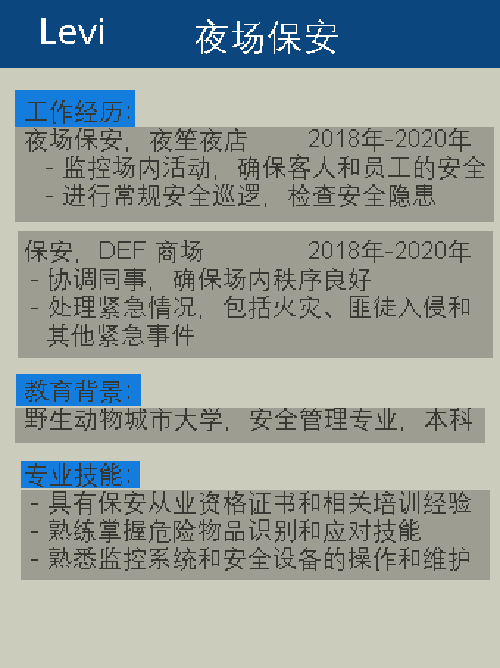 Levi 夜场保安
工作经历:
夜场保安, 夜笙夜店 2018年-2020年
- 监控场内活动, 确保客人和员工的安全
- 进行常规安全巡逻, 检查安全隐患
保安, DEF 商场 2018年-2020年
- 协调同事, 确保场内秩序良好
- 处理紧急情况, 包括火灾、匪徒入侵和
其他紧急事件
教育背景:
野生动物城市大学, 安全管理专业, 本科
专业技能:
- 具有保安从业资格证书和相关培训经验
- 熟练掌握危险物品识别和应对技能
- 熟悉监控系统和安全设备的操作和维护